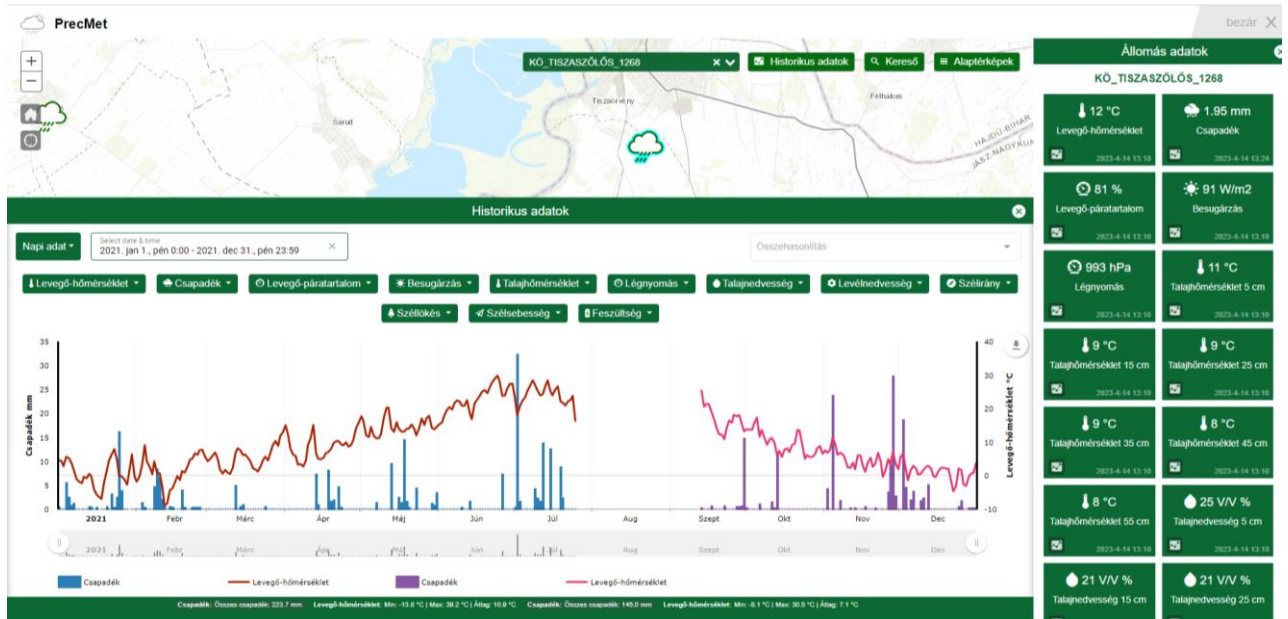 PrecMet
bezár
KÖ_TISZASZŐLŐS_1268
Historikus adatok
Kereső
Alaptérképek
Tiszaörvény
Sarud
Felhalom
HAJDÚ-BIHAR
Állomás adatok
KÖ_TISZASZŐLŐS_1268
12 °C
Levegő-hőmérséklet
2023-4-14 13:10
1.95 mm
Csapadék
2023-4-14 13:24
81 %
Levegő-páratartalom
2023-4-14 13:10
91 W/m2
Besugárzás
2023-4-14 13:10
993 hPa
Légnyomás
2023-4-14 13:10
11 °C
Talajhőmérséklet 5 cm
2023-4-14 13:10
9 °C
Talajhőmérséklet 15 cm
2023-4-14 13:10
9 °C
Talajhőmérséklet 25 cm
2023-4-14 13:10
9 °C
Talajhőmérséklet 35 cm
2023-4-14 13:10
8 °C
Talajhőmérséklet 45 cm
2023-4-14 13:10
8 °C
Talajhőmérséklet 55 cm
2023-4-14 13:10
25 V/V %
Talajnedvesség 5 cm
2023-4-14 13:10
21 V/V %
Talajnedvesség 15 cm
21 V/V %
Talajnedvesség 25 cm
Historikus adatok
Napi adat
Select date & time
2021. jan 1., pén 0:00 - 2021. dec 31., pén 23:59
Összehasonlítás
Levegő-hőmérséklet
Csapadék
Levegő-páratartalom
Besugárzás
Talajhőmérséklet
Légnyomás
Talajnedvesség
Levélnedvesség
Szélirány
Széllökés
Szélsebesség
Feszültség
Csapadék mm
35
30
25
20
15
10
5
0
Levegő-hőmérséklet °C
40
30
20
10
0
-10
2021 Febr Márc Ápr Máj Jún Júl Aug Szept Okt Nov Dec
2021 Febr Márc Ápr Máj Jún Júl Aug Szept Okt Nov Dec
Csapadék Levegő-hőmérséklet Csapadék Levegő-hőmérséklet
Csapadék: Összes csapadék: 223.7 mm Levegő-hőmérséklet: Min: -13.8 °C | Max: 39.2 °C | Átlag: 10.9 °C Csapadék: Összes csapadék: 145.0 mm Levegő-hőmérséklet: Min: -8.1 °C | Max: 30.5 °C | Átlag: 7.1 °C